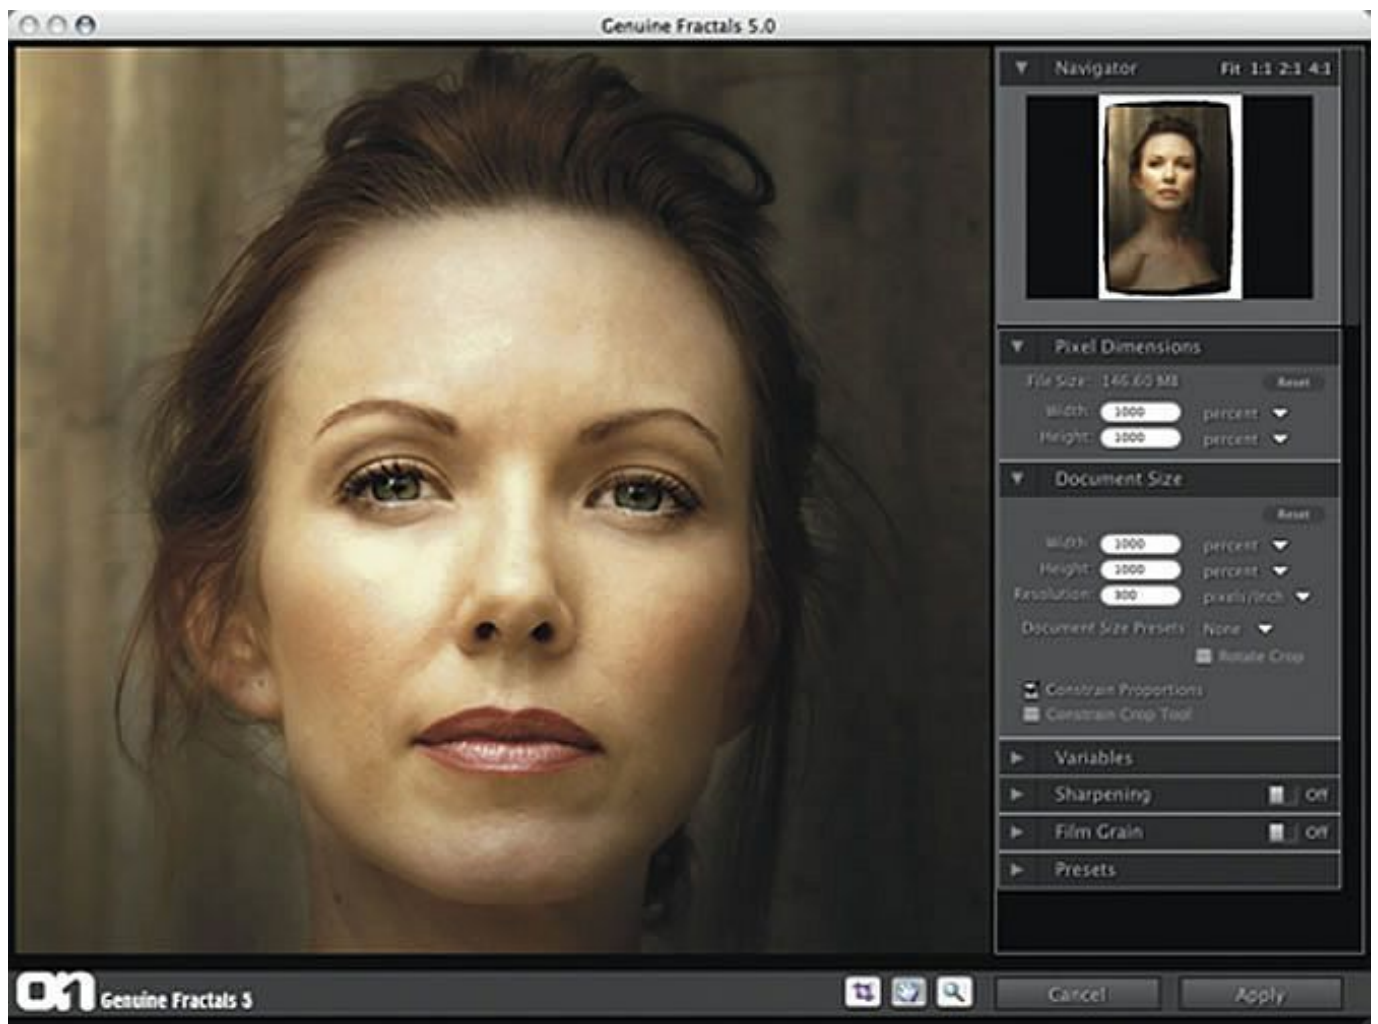 Genuine Fractals 5.0
Navigator Fit 1:1 2:1 4:1
Pixel Dimensions
File Size: 146.60 MB Reset
Width: 1000 percent
Height: 1000 percent
Document Size
Reset
Width: 1000 percent
Height: 1000 percent
Resolution: 300 pixels/inch
Document Size Presets: None
Rotate Crop
Constrain Proportions
Constrain Crop Tool
Variables
Sharpening Off
Film Grain Off
Presets
on Genuine Fractals 5
Cancel Apply